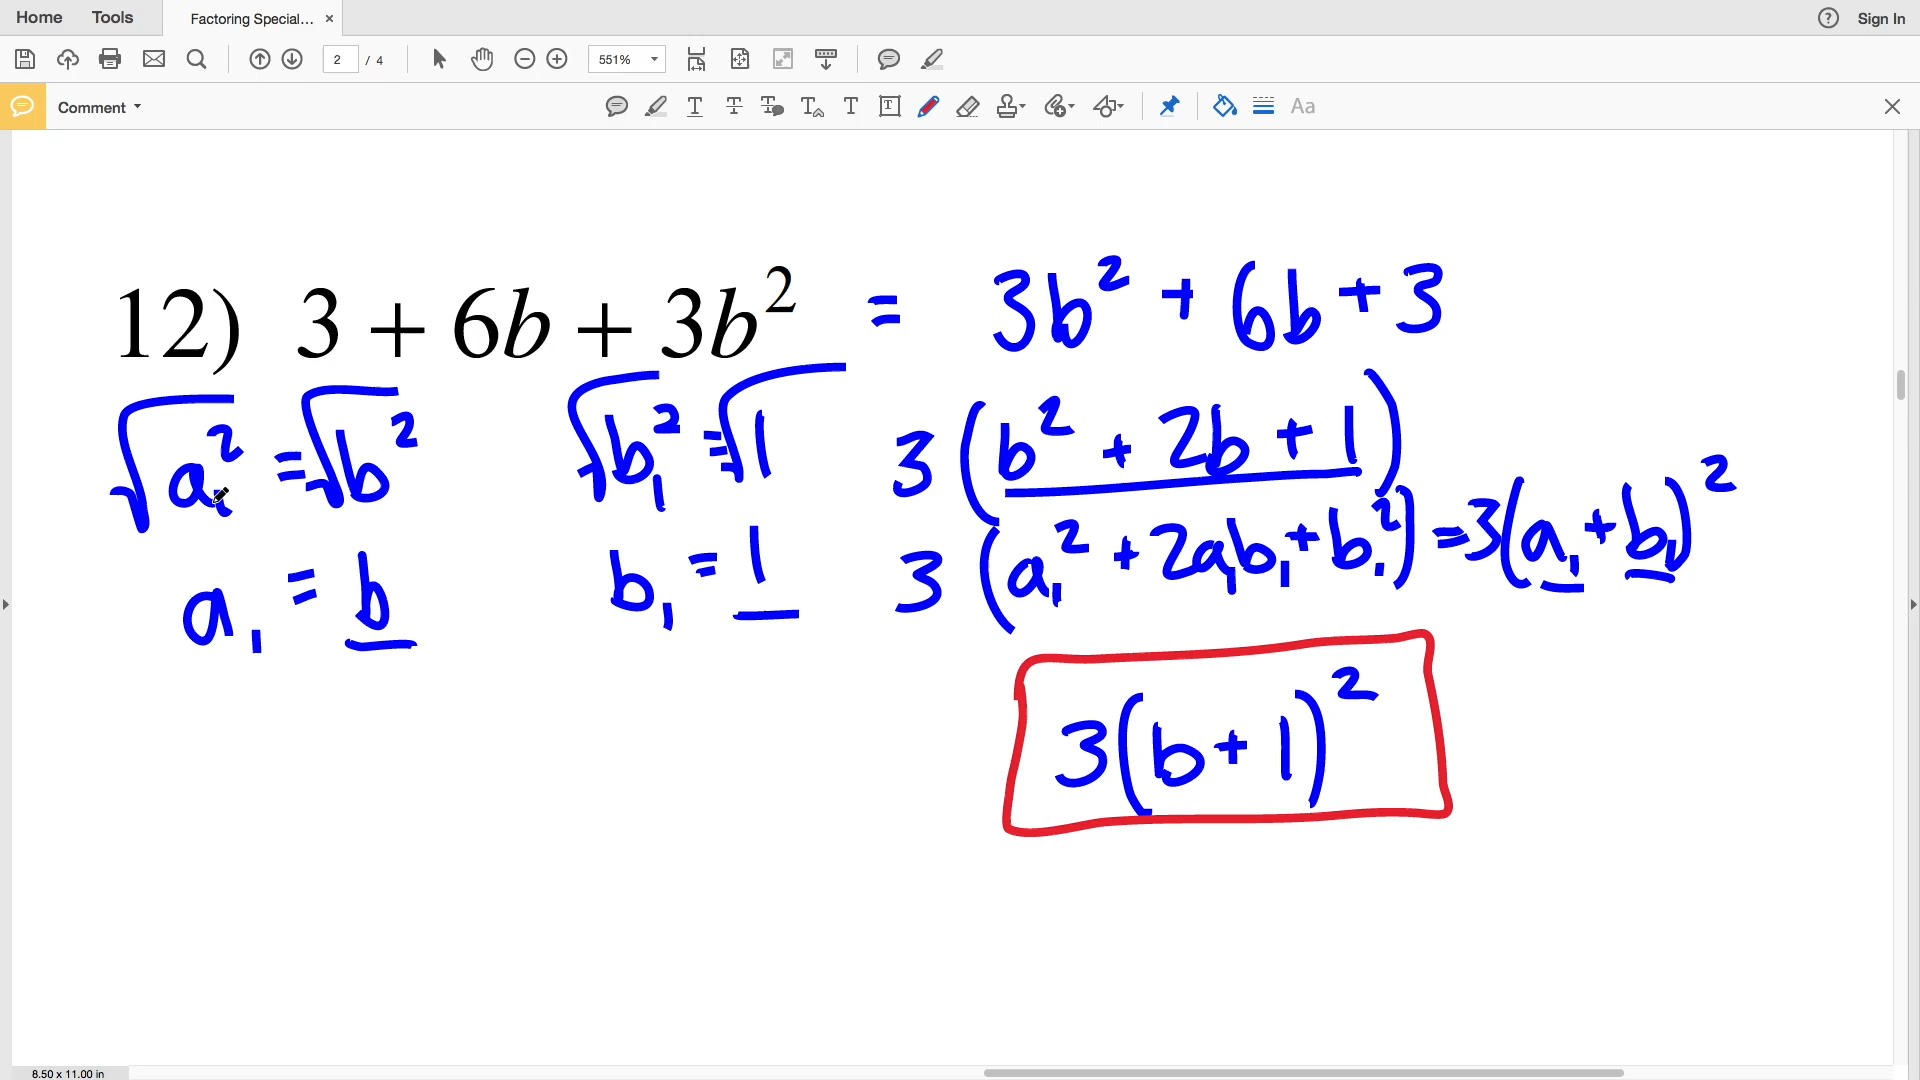 Home Tools Factoring Special... × ? Sign In
2 / 4 551%
Comment Aa
12) 3 + 6b + 3b² = 3b² + 6b + 3
√a₁² = √b² √b₁² = √1 3(b² + 2b + 1)
3(a₁² + 2a₁b₁ + b₁²) = 3(a₁ + b₁)²
a₁ = b b₁ = 1
3(b + 1)²
8.50 x 11.00 in